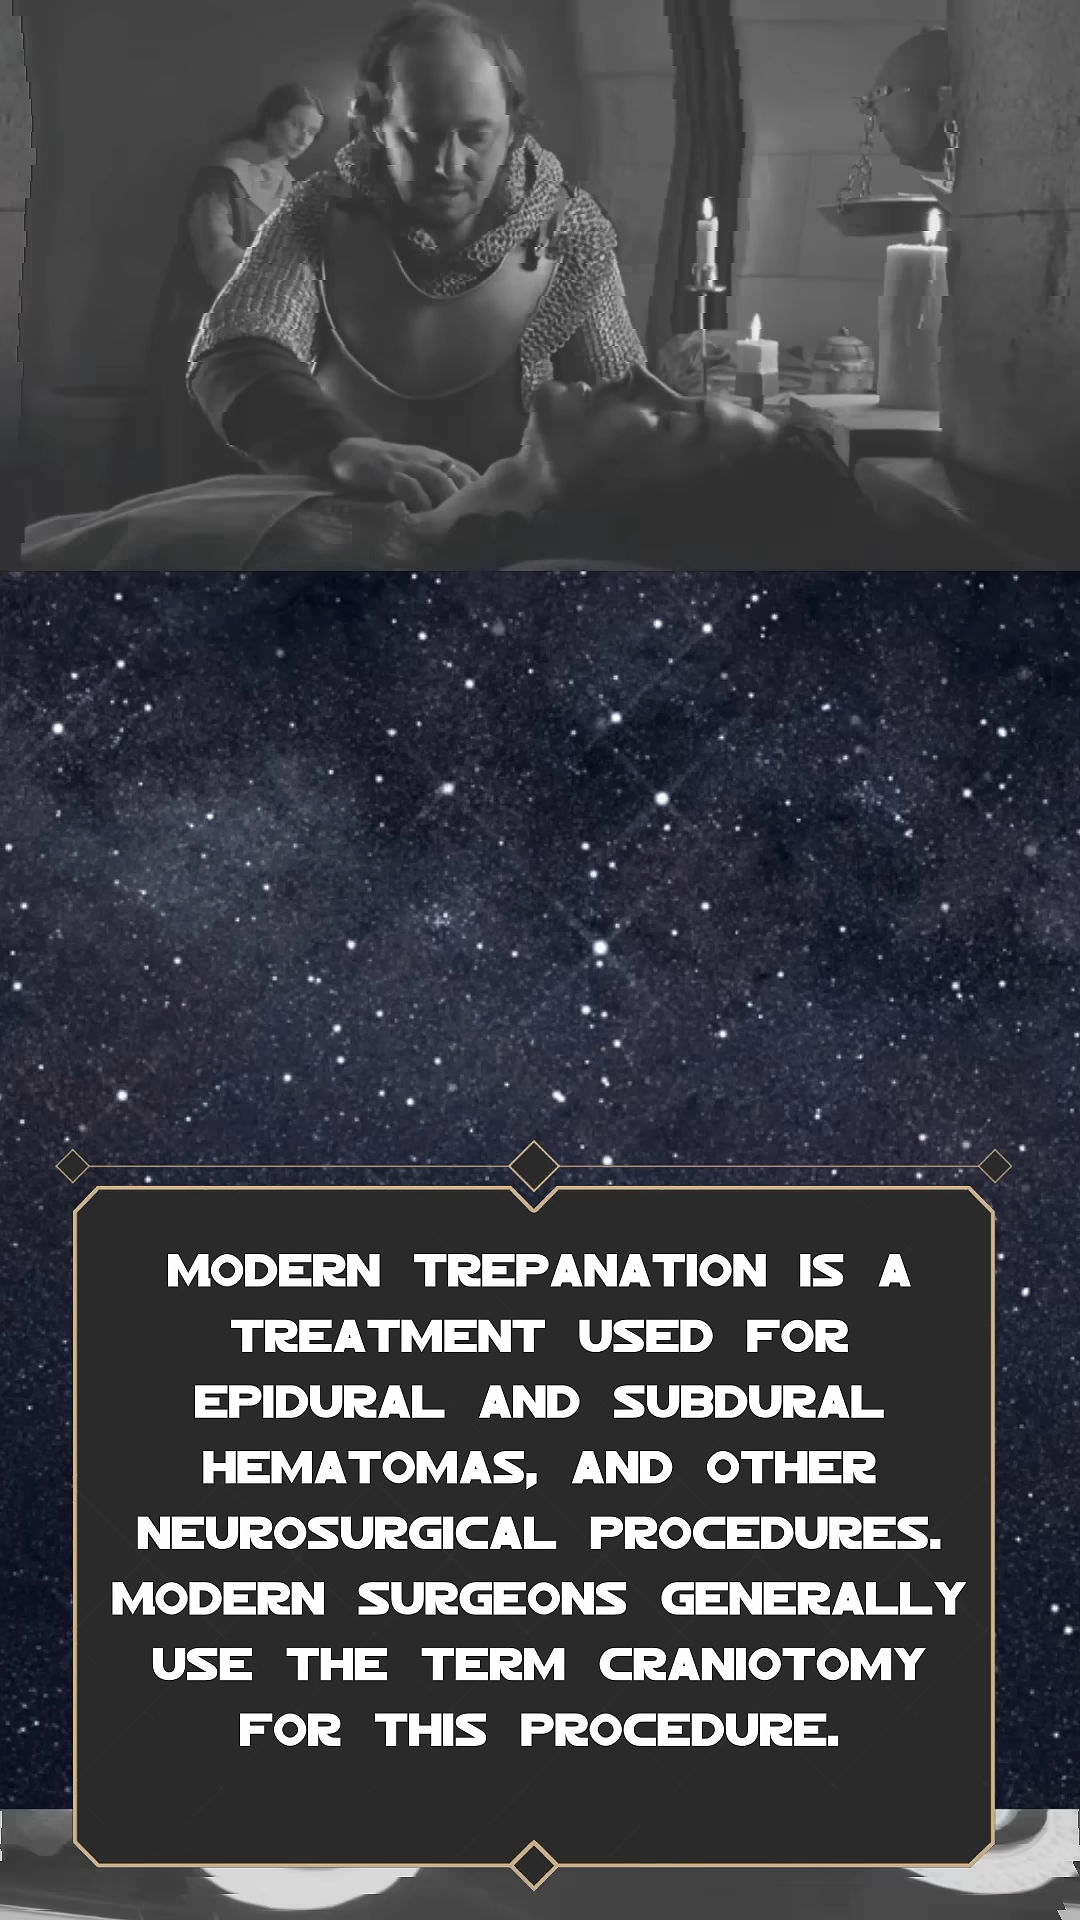 MODERN TREPANATION IS A
TREATMENT USED FOR
EPIDURAL AND SUBDURAL
HEMATOMAS, AND OTHER
NEUROSURGICAL PROCEDURES.
MODERN SURGEONS GENERALLY
USE THE TERM CRANIOTOMY
FOR THIS PROCEDURE.